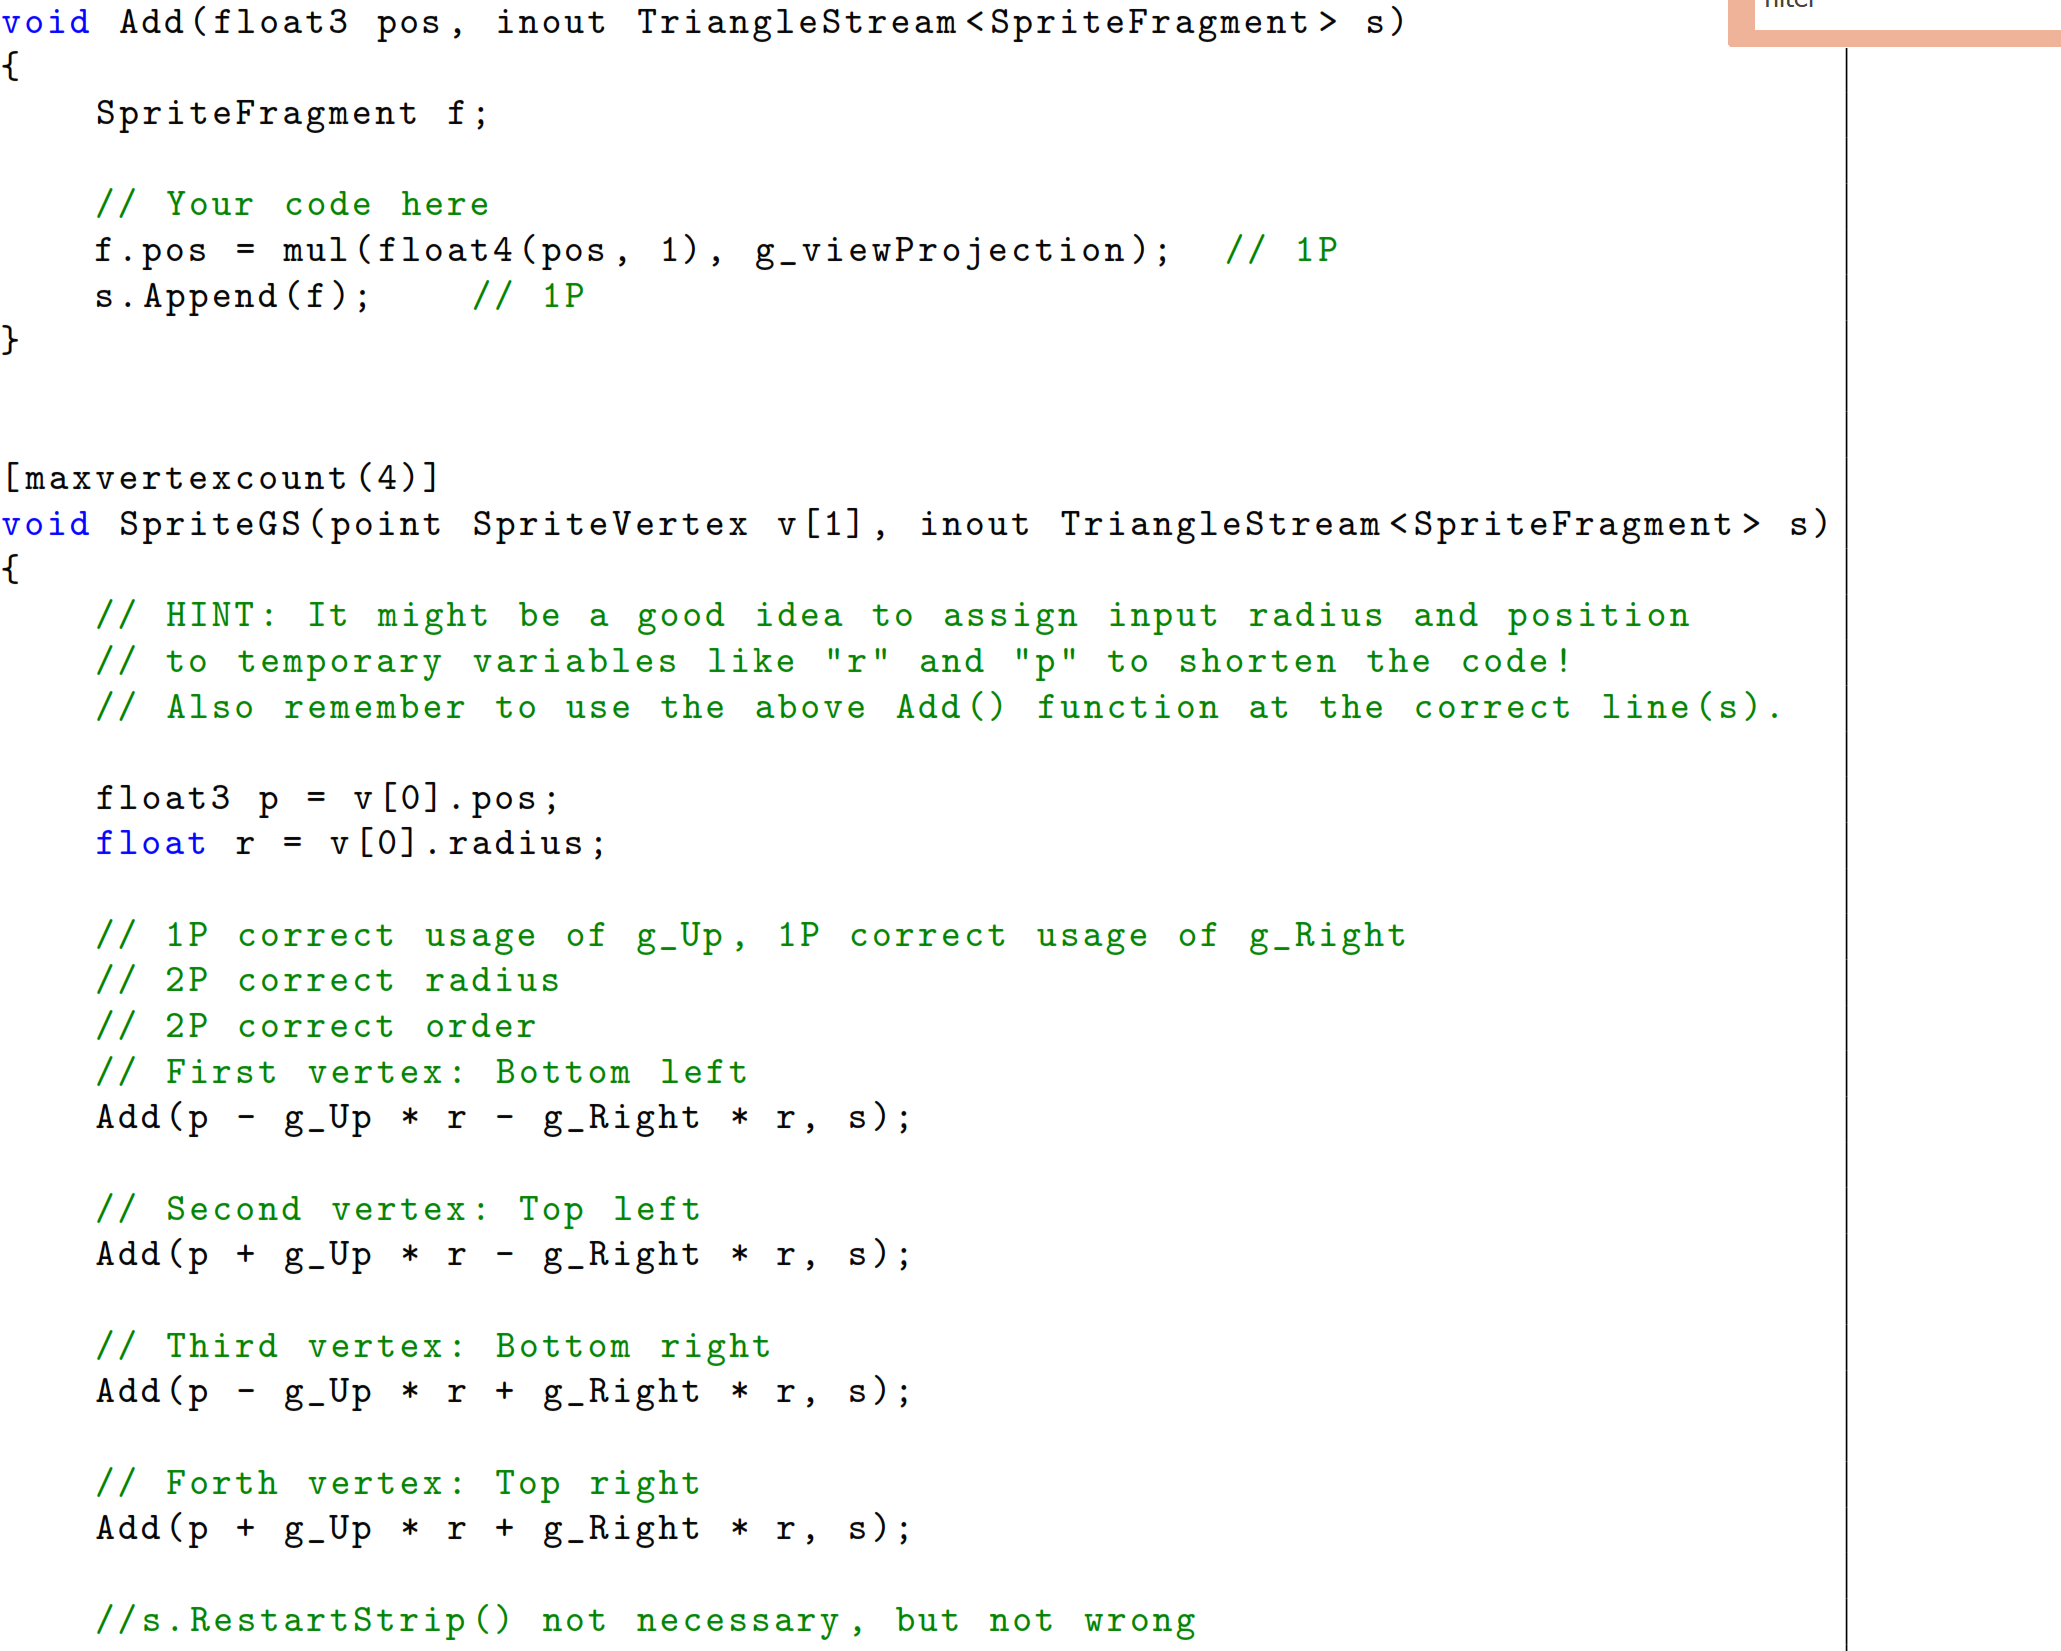 void Add(float3 pos, inout TriangleStream<SpriteFragment> s)
{
    SpriteFragment f;

    // Your code here
    f.pos = mul(float4(pos, 1), g_viewProjection);  // 1P
    s.Append(f);    // 1P
}

[maxvertexcount(4)]
void SpriteGS(point SpriteVertex v[1], inout TriangleStream<SpriteFragment> s)
{
    // HINT: It might be a good idea to assign input radius and position
    // to temporary variables like "r" and "p" to shorten the code!
    // Also remember to use the above Add() function at the correct line(s).

    float3 p = v[0].pos;
    float r = v[0].radius;

    // 1P correct usage of g_Up, 1P correct usage of g_Right
    // 2P correct radius
    // 2P correct order
    // First vertex: Bottom left
    Add(p - g_Up * r - g_Right * r, s);

    // Second vertex: Top left
    Add(p + g_Up * r - g_Right * r, s);

    // Third vertex: Bottom right
    Add(p - g_Up * r + g_Right * r, s);

    // Forth vertex: Top right
    Add(p + g_Up * r + g_Right * r, s);

    //s.RestartStrip() not necessary, but not wrong